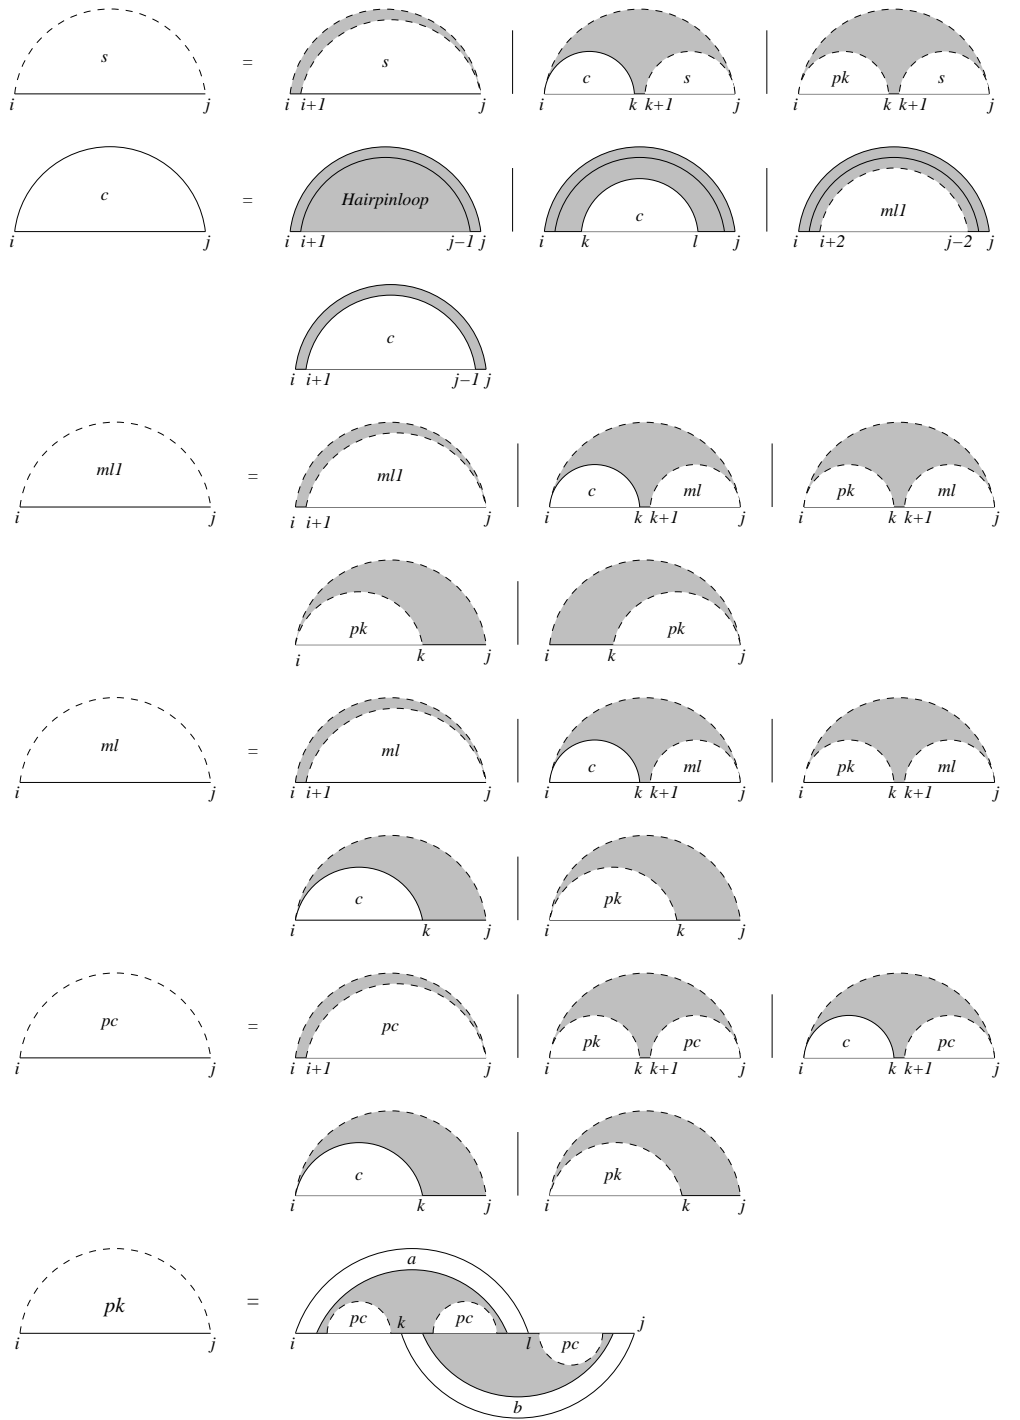 s = s | c s | pk s
i j i i+1 j i k k+1 j i k k+1 j
c = Hairpinloop | c | ml1
i j i i+1 j−1 j i k l j i i+2 j−2 j
c
i i+1 j−1 j
ml1 = ml1 | c ml | pk ml
i j i i+1 j i k k+1 j i k k+1 j
pk | pk
i k j i k j
ml = ml | c ml | pk ml
i j i i+1 j i k k+1 j i k k+1 j
c | pk
i k j i k j
pc = pc | pk pc | c pc
i j i i+1 j i k k+1 j i k k+1 j
c | pk
i k j i k j
a
pk = pc k pc j
i j i l pc
b